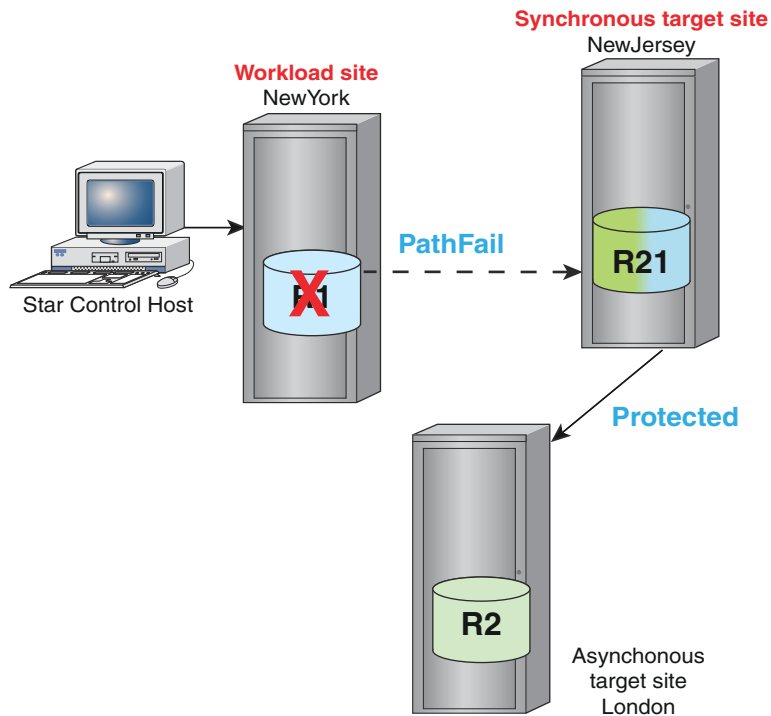 Synchronous target site
NewJersey
Workload site
NewYork
PathFail
R21
X
Star Control Host
Protected
R2
Asynchonous
target site
London